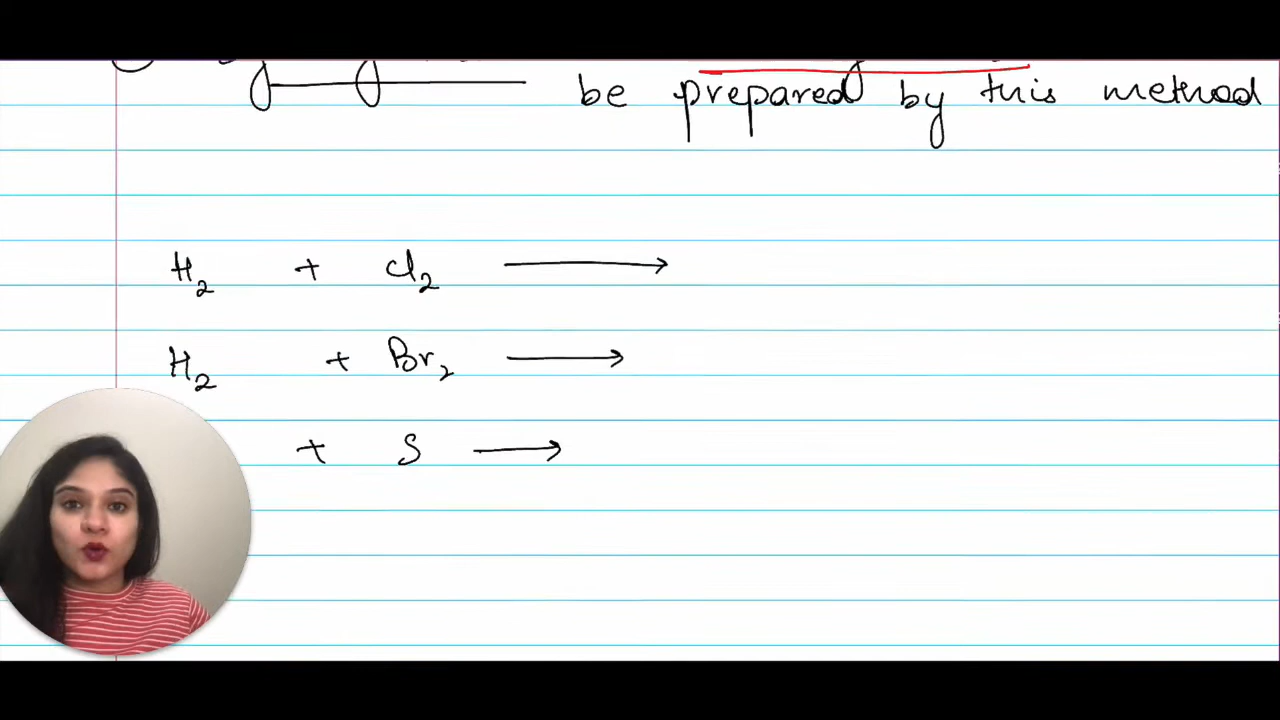 be prepared by this method
H₂ + Cl₂ ⟶
H₂ + Br₂ ⟶
+ S ⟶